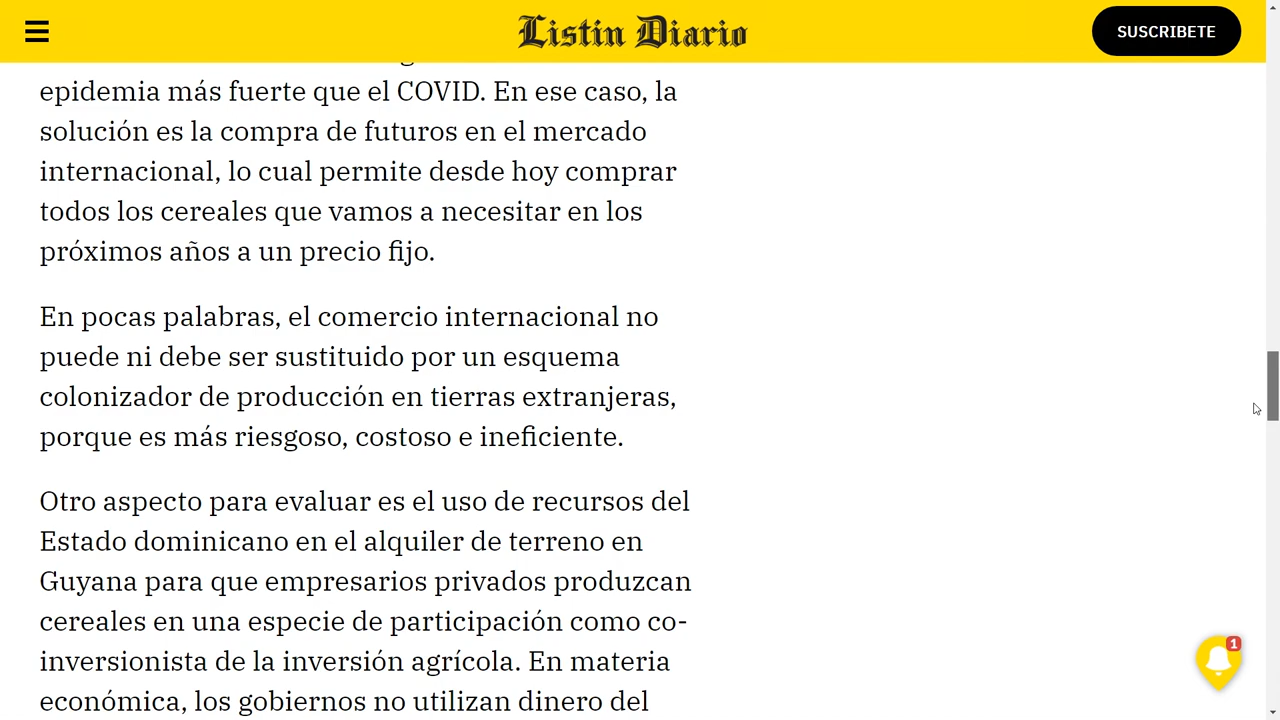 Listin Diario
SUSCRIBETE
epidemia más fuerte que el COVID. En ese caso, la
solución es la compra de futuros en el mercado
internacional, lo cual permite desde hoy comprar
todos los cereales que vamos a necesitar en los
próximos años a un precio fijo.
En pocas palabras, el comercio internacional no
puede ni debe ser sustituido por un esquema
colonizador de producción en tierras extranjeras,
porque es más riesgoso, costoso e ineficiente.
Otro aspecto para evaluar es el uso de recursos del
Estado dominicano en el alquiler de terreno en
Guyana para que empresarios privados produzcan
cereales en una especie de participación como co-
inversionista de la inversión agrícola. En materia
económica, los gobiernos no utilizan dinero del
1